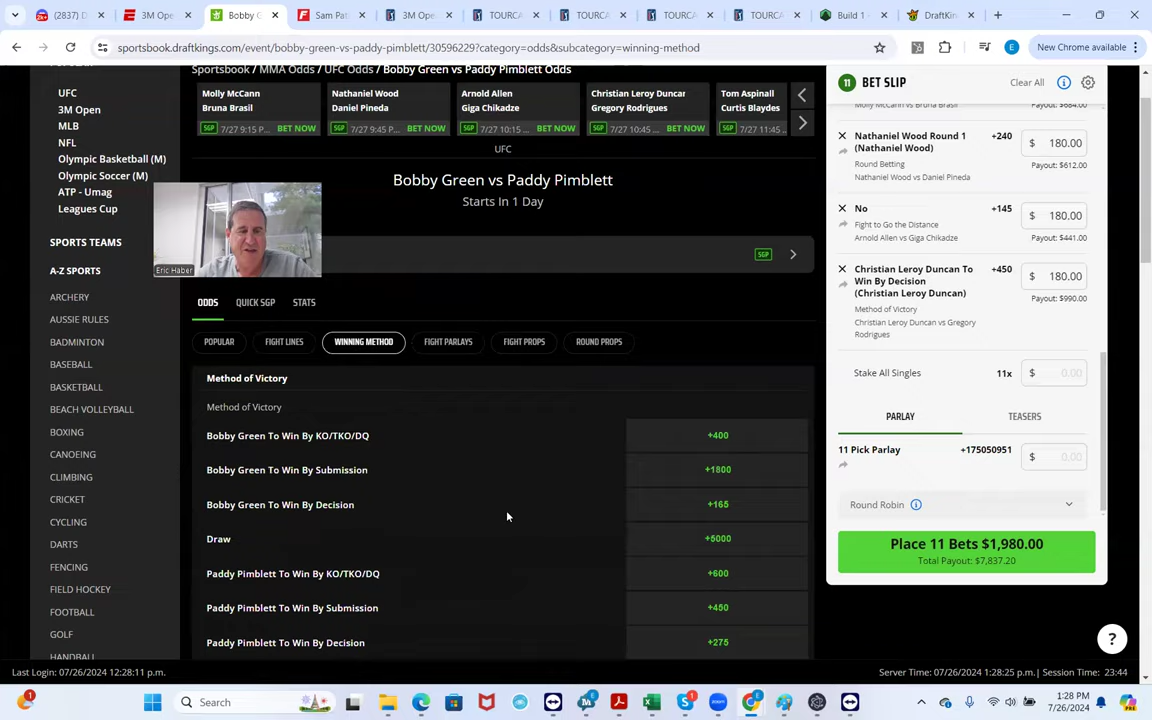 (2837) D
3M Open
Bobby G
Sam Pat
3M Ope
TOURCA
TOURCA
TOURCA
TOURCA
Build 1
DraftKin
sportsbook.draftkings.com/event/bobby-green-vs-paddy-pimblett/30596229?category=odds&subcategory=winning-method
E
New Chrome available
UFC
3M Open
MLB
NFL
Olympic Basketball (M)
Olympic Soccer (M)
ATP - Umag
Leagues Cup
SPORTS TEAMS
A-Z SPORTS
ARCHERY
AUSSIE RULES
BADMINTON
BASEBALL
BASKETBALL
BEACH VOLLEYBALL
BOXING
CANOEING
CLIMBING
CRICKET
CYCLING
DARTS
FENCING
FIELD HOCKEY
FOOTBALL
GOLF
HANDBALL
Sportsbook / MMA Odds / UFC Odds / Bobby Green vs Paddy Pimblett Odds
Molly McCann
Bruna Brasil
SGP 7/27 9:15 P... BET NOW
Nathaniel Wood
Daniel Pineda
SGP 7/27 9:45 P... BET NOW
Arnold Allen
Giga Chikadze
SGP 7/27 10:15 ... BET NOW
Christian Leroy Duncan
Gregory Rodrigues
SGP 7/27 10:45 ... BET NOW
Tom Aspinall
Curtis Blaydes
SGP 7/27 11:45 ...
UFC
Bobby Green vs Paddy Pimblett
Starts In 1 Day
Eric Haber
SGP
ODDS
QUICK SGP
STATS
POPULAR
FIGHT LINES
WINNING METHOD
FIGHT PARLAYS
FIGHT PROPS
ROUND PROPS
Method of Victory
Method of Victory
Bobby Green To Win By KO/TKO/DQ +400
Bobby Green To Win By Submission +1800
Bobby Green To Win By Decision +165
Draw +5000
Paddy Pimblett To Win By KO/TKO/DQ +600
Paddy Pimblett To Win By Submission +450
Paddy Pimblett To Win By Decision +275
11 BET SLIP
Clear All
Molly McCann vs Bruna Brasil
Payout: $684.00
Nathaniel Wood Round 1 +240
(Nathaniel Wood)
$ 180.00
Round Betting
Payout: $612.00
Nathaniel Wood vs Daniel Pineda
No +145
$ 180.00
Fight to Go the Distance
Arnold Allen vs Giga Chikadze
Payout: $441.00
Christian Leroy Duncan To +450
Win By Decision
(Christian Leroy Duncan)
$ 180.00
Payout: $990.00
Method of Victory
Christian Leroy Duncan vs Gregory
Rodrigues
Stake All Singles 11x $ 0.00
PARLAY
TEASERS
11 Pick Parlay +175050951 $ 0.00
Round Robin
Place 11 Bets $1,980.00
Total Payout: $7,837.20
?
Last Login: 07/26/2024 12:28:11 p.m.
Server Time: 07/26/2024 1:28:25 p.m.
Session Time: 23:44
1
Search
1:28 PM
7/26/2024